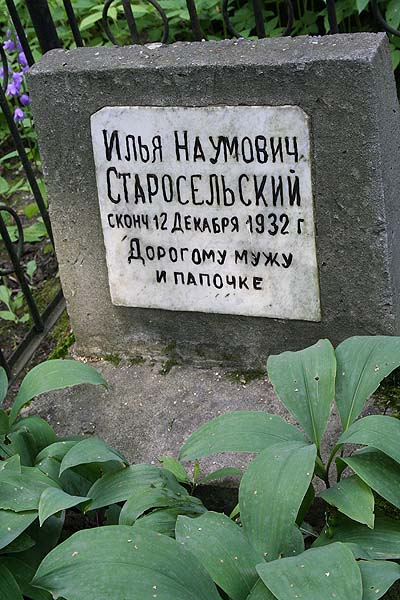 Илья Наумович
Старосельский
сконч 12 Декабря 1932 г.
Дорогому мужу
и папочке